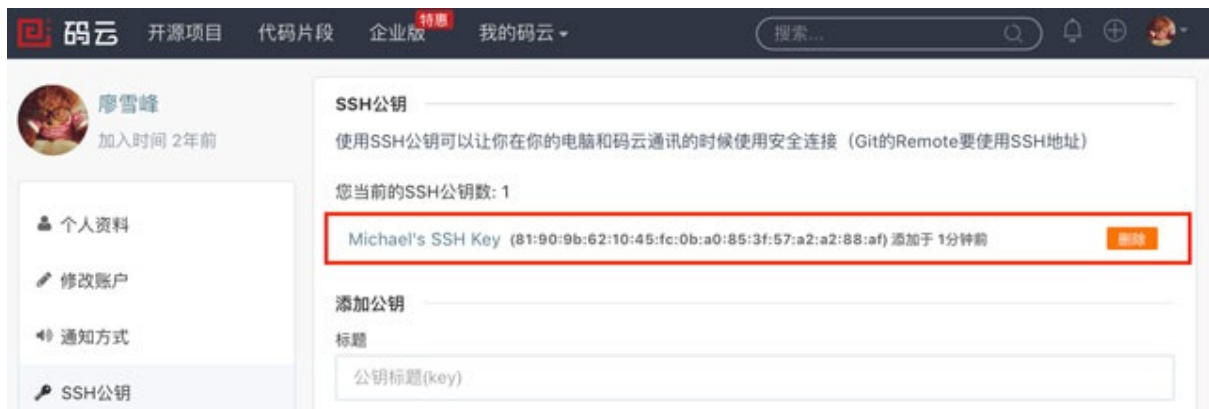 码云 开源项目 代码片段 企业版 特惠 我的码云 搜索...
廖雪峰
加入时间 2年前
个人资料
修改账户
通知方式
SSH公钥
SSH公钥
使用SSH公钥可以让你在你的电脑和码云通讯的时候使用安全连接（Git的Remote要使用SSH地址）
您当前的SSH公钥数: 1
Michael's SSH Key (81:90:9b:62:10:45:fc:0b:a0:85:3f:57:a2:a2:88:af) 添加于 1分钟前 删除
添加公钥
标题
公钥标题(key)